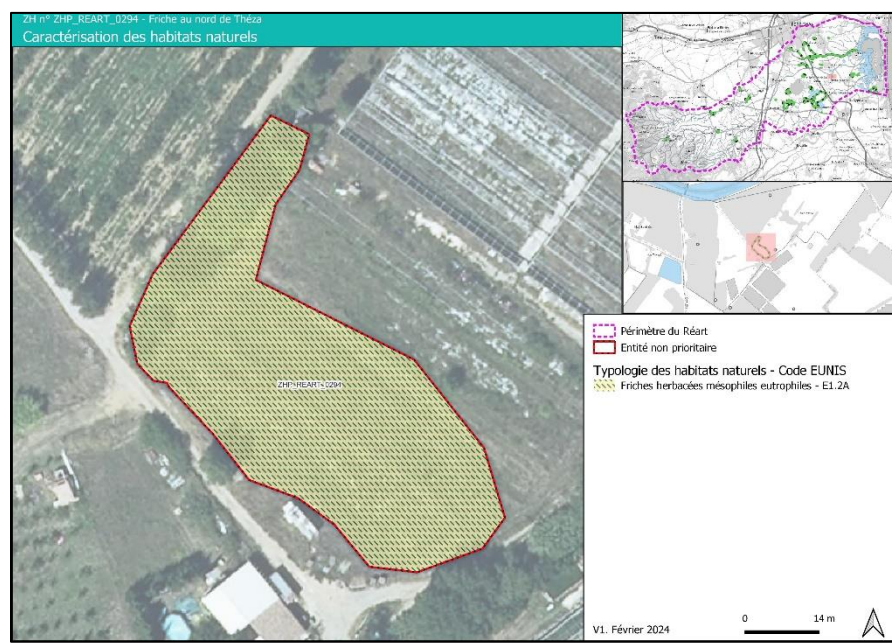 ZH n° ZHP_REART_0294 - Friche au nord de Théza
Caractérisation des habitats naturels
ZHP_REART_0294
Périmètre du Réart
Entité non prioritaire
Typologie des habitats naturels - Code EUNIS
Friches herbacées mésophiles eutrophiles - E1.2A
V1. Février 2024
0 14 m